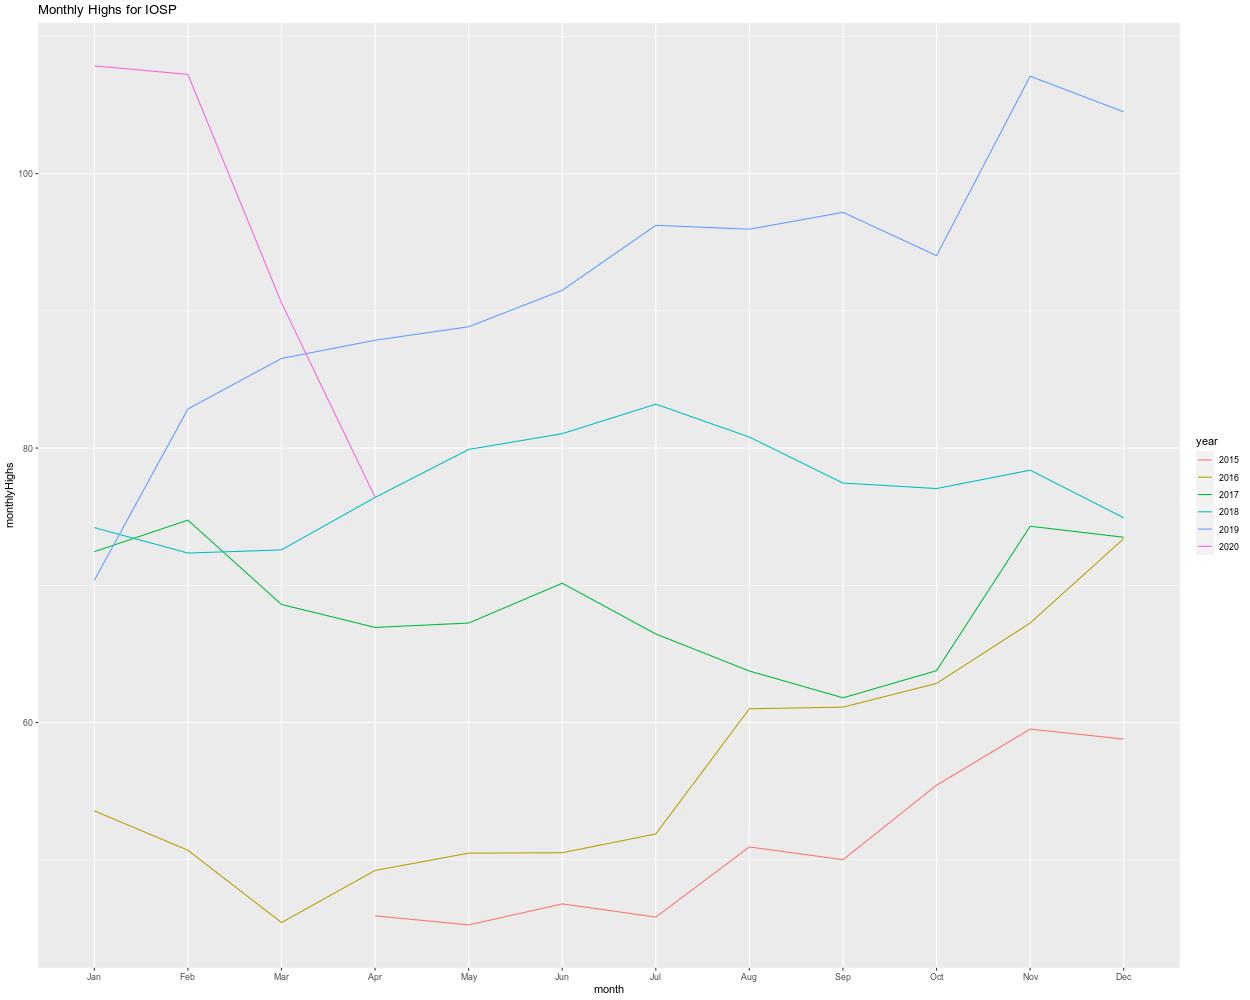 Monthly Highs for IOSP
monthlyHighs
100
80
60
Jan Feb Mar Apr May Jun Jul Aug Sep Oct Nov Dec
month
year
2015
2016
2017
2018
2019
2020